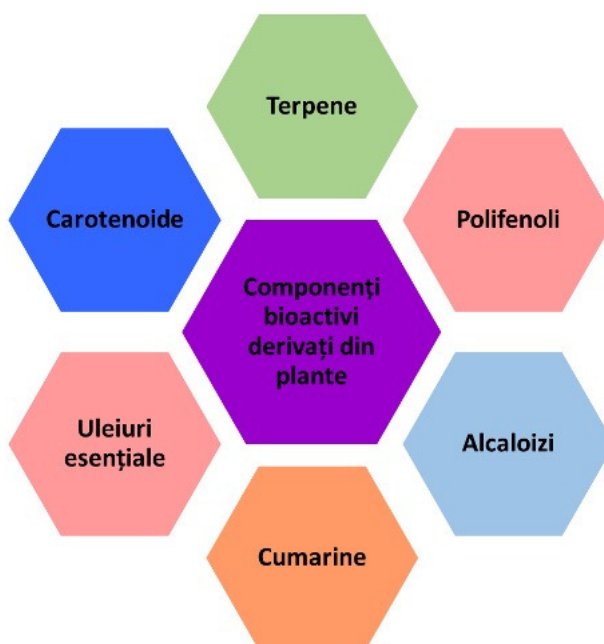 Terpene
Carotenoide
Polifenoli
Componenți
bioactivi
derivați din
plante
Uleiuri
esențiale
Alcaloizi
Cumarine